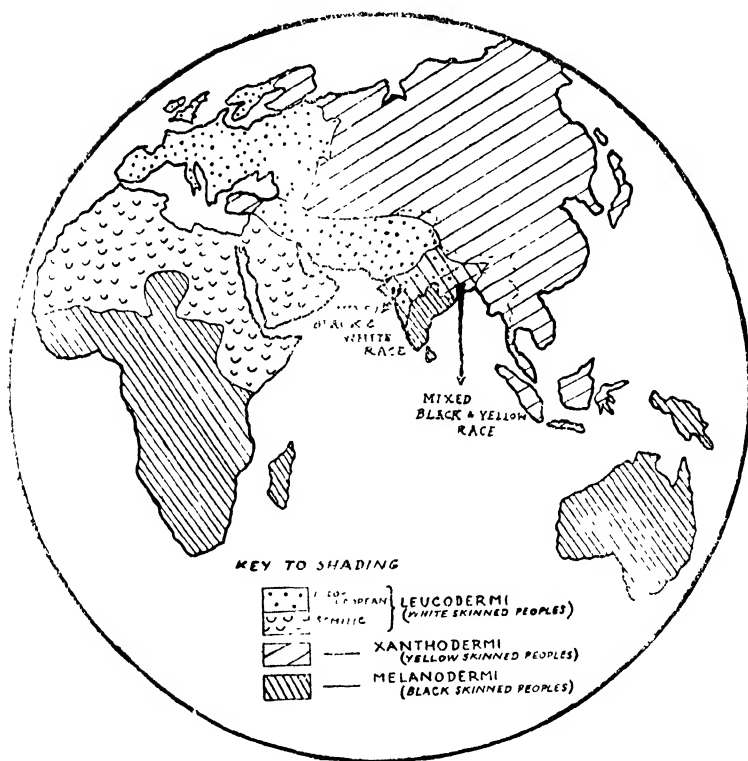 BLACK &
WHITE
RACE
MIXED
BLACK & YELLOW
RACE
KEY TO SHADING
LEUCODERMI
(WHITE SKINNED PEOPLES)
XANTHODERMI
(YELLOW SKINNED PEOPLES)
MELANODERMI
(BLACK SKINNED PEOPLES)